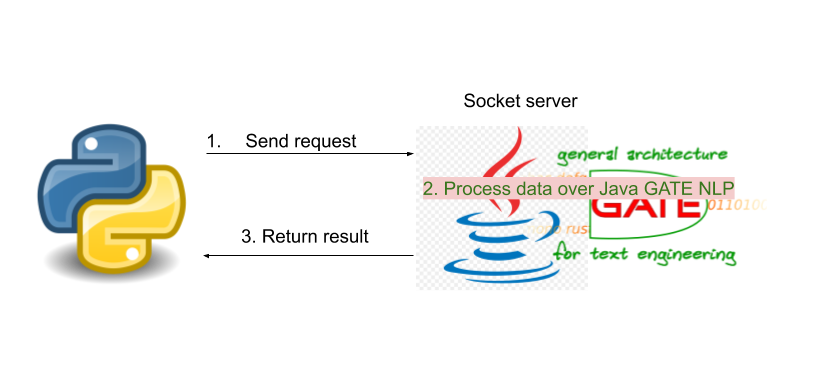 Socket server
1. Send request
general architecture
2. Process data over Java GATE NLP
GATE
011010
3. Return result
for text engineering